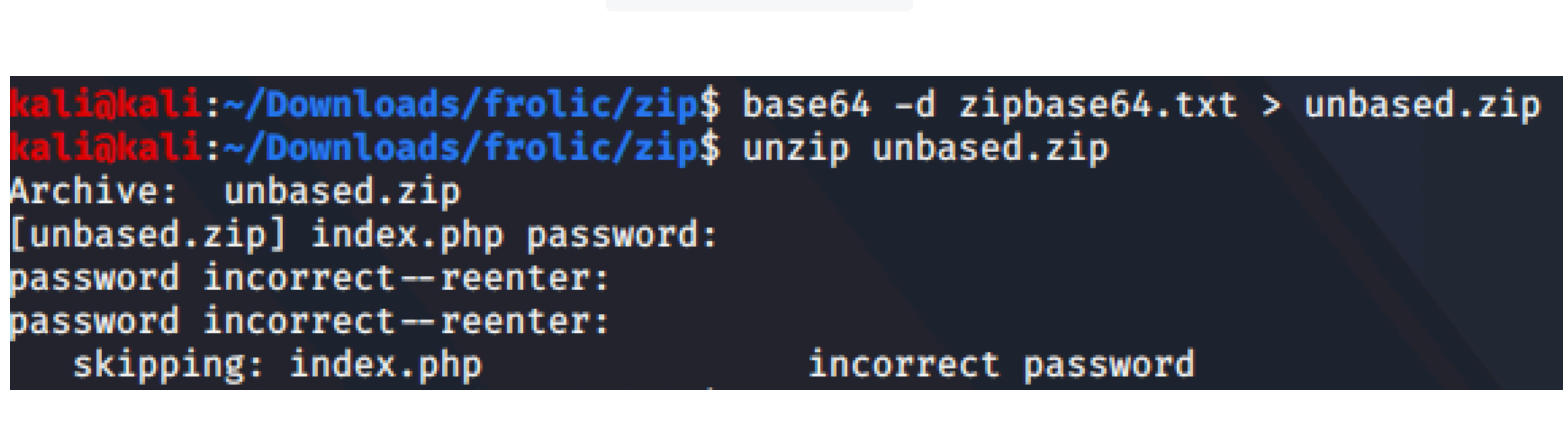 kali@kali:~/Downloads/frolic/zip$ base64 -d zipbase64.txt > unbased.zip
kali@kali:~/Downloads/frolic/zip$ unzip unbased.zip
Archive:  unbased.zip
[unbased.zip] index.php password:
password incorrect--reenter:
password incorrect--reenter:
   skipping: index.php               incorrect password